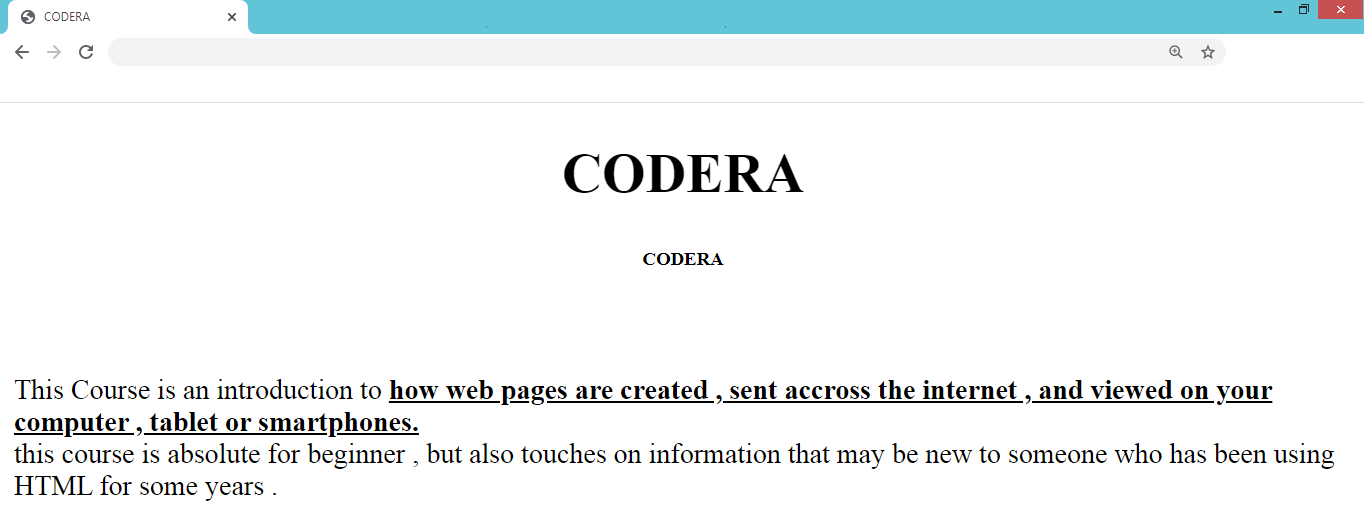 CODERA
CODERA
CODERA
This Course is an introduction to how web pages are created , sent accross the internet , and viewed on your
computer , tablet or smartphones.
this course is absolute for beginner , but also touches on information that may be new to someone who has been using
HTML for some years .